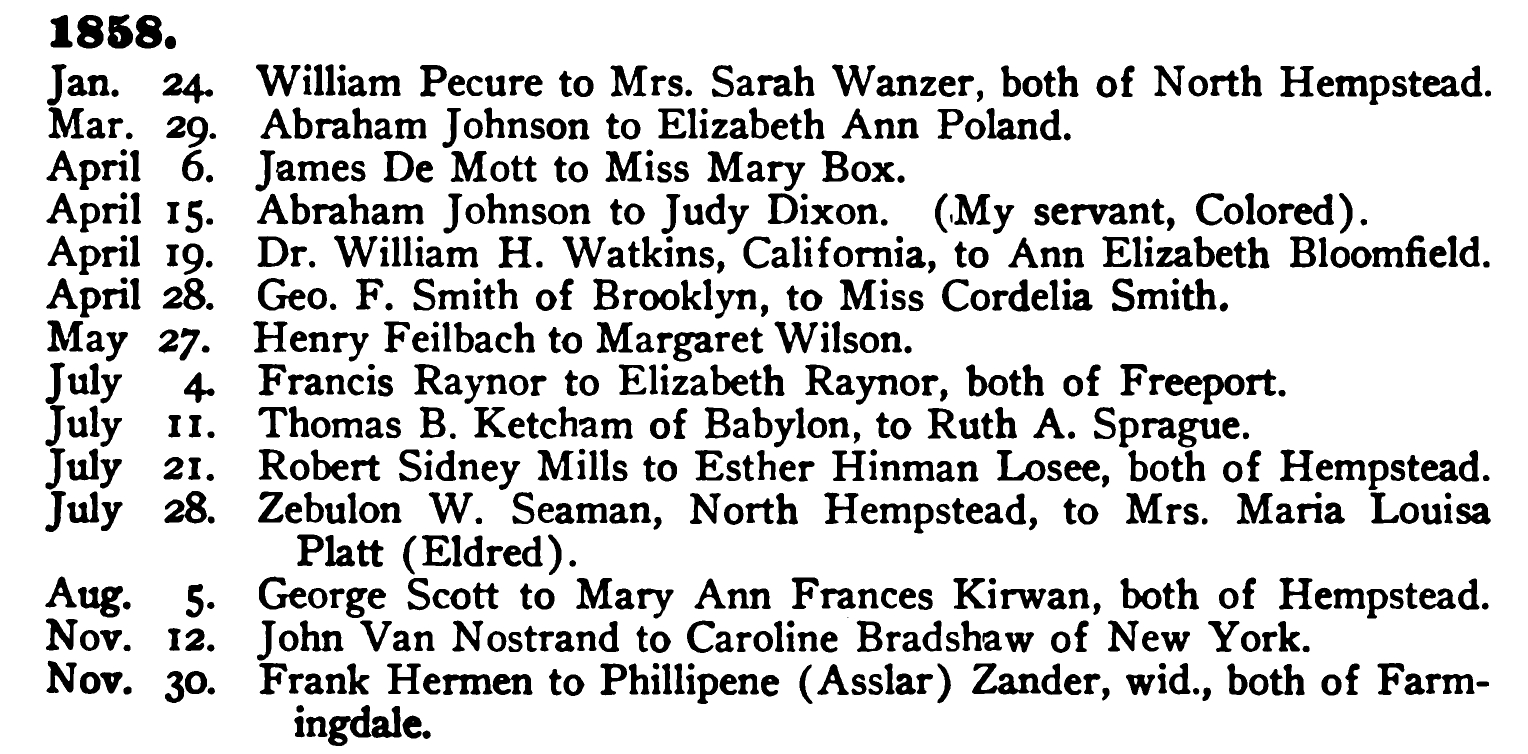 1858.
Jan. 24. William Pecure to Mrs. Sarah Wanzer, both of North Hempstead.
Mar. 29. Abraham Johnson to Elizabeth Ann Poland.
April 6. James De Mott to Miss Mary Box.
April 15. Abraham Johnson to Judy Dixon. (My servant, Colored).
April 19. Dr. William H. Watkins, California, to Ann Elizabeth Bloomfield.
April 28. Geo. F. Smith of Brooklyn, to Miss Cordelia Smith.
May 27. Henry Feilbach to Margaret Wilson.
July 4. Francis Raynor to Elizabeth Raynor, both of Freeport.
July 11. Thomas B. Ketcham of Babylon, to Ruth A. Sprague.
July 21. Robert Sidney Mills to Esther Hinman Losee, both of Hempstead.
July 28. Zebulon W. Seaman, North Hempstead, to Mrs. Maria Louisa
Platt (Eldred).
Aug. 5. George Scott to Mary Ann Frances Kirwan, both of Hempstead.
Nov. 12. John Van Nostrand to Caroline Bradshaw of New York.
Nov. 30. Frank Hermen to Phillipene (Asslar) Zander, wid., both of Farm-
ingdale.